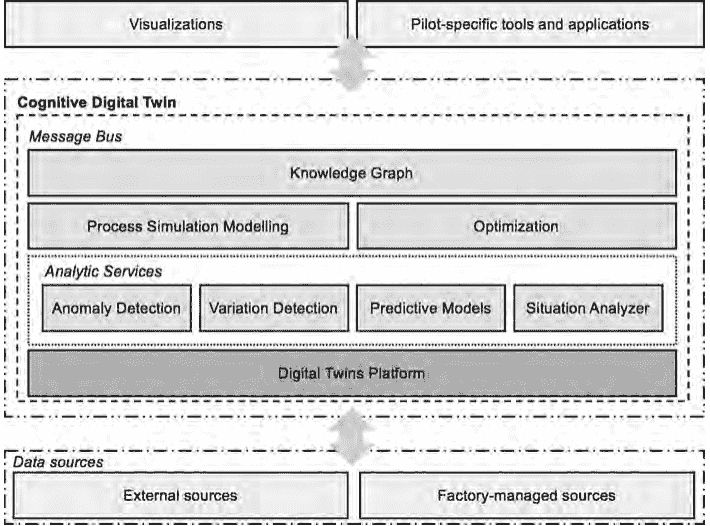 Visualizations
Pilot-specific tools and applications
Cognitive Digital Twin
Message Bus
Knowledge Graph
Process Simulation Modelling
Optimization
Analytic Services
Anomaly Detection
Variation Detection
Predictive Models
Situation Analyzer
Digital Twins Platform
Data sources
External sources
Factory-managed sources